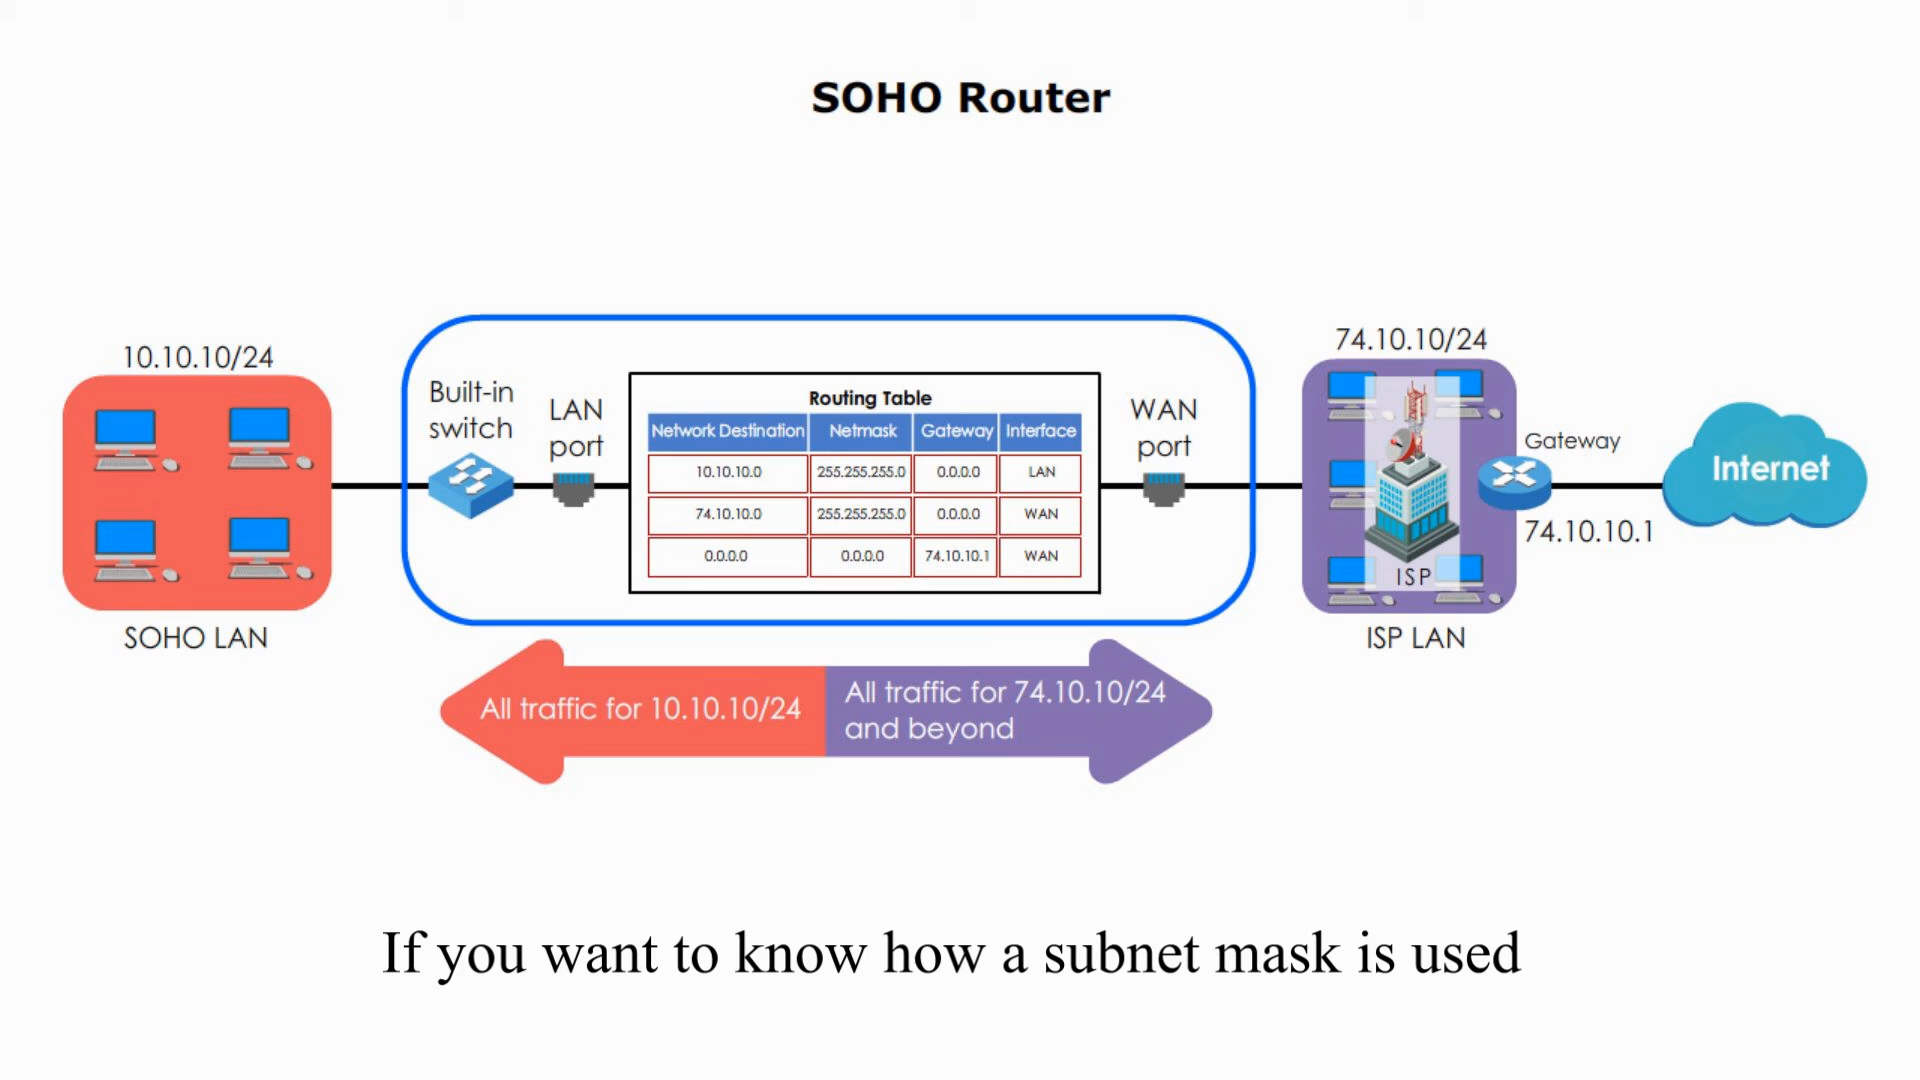 SOHO Router
10.10.10/24
SOHO LAN
Built-in
switch
LAN
port
Routing Table
Network Destination Netmask Gateway Interface
10.10.10.0 255.255.255.0 0.0.0.0 LAN
74.10.10.0 255.255.255.0 0.0.0.0 WAN
0.0.0.0 0.0.0.0 74.10.10.1 WAN
WAN
port
74.10.10/24
ISP
ISP LAN
Gateway
74.10.10.1
Internet
All traffic for 10.10.10/24
All traffic for 74.10.10/24
and beyond
If you want to know how a subnet mask is used